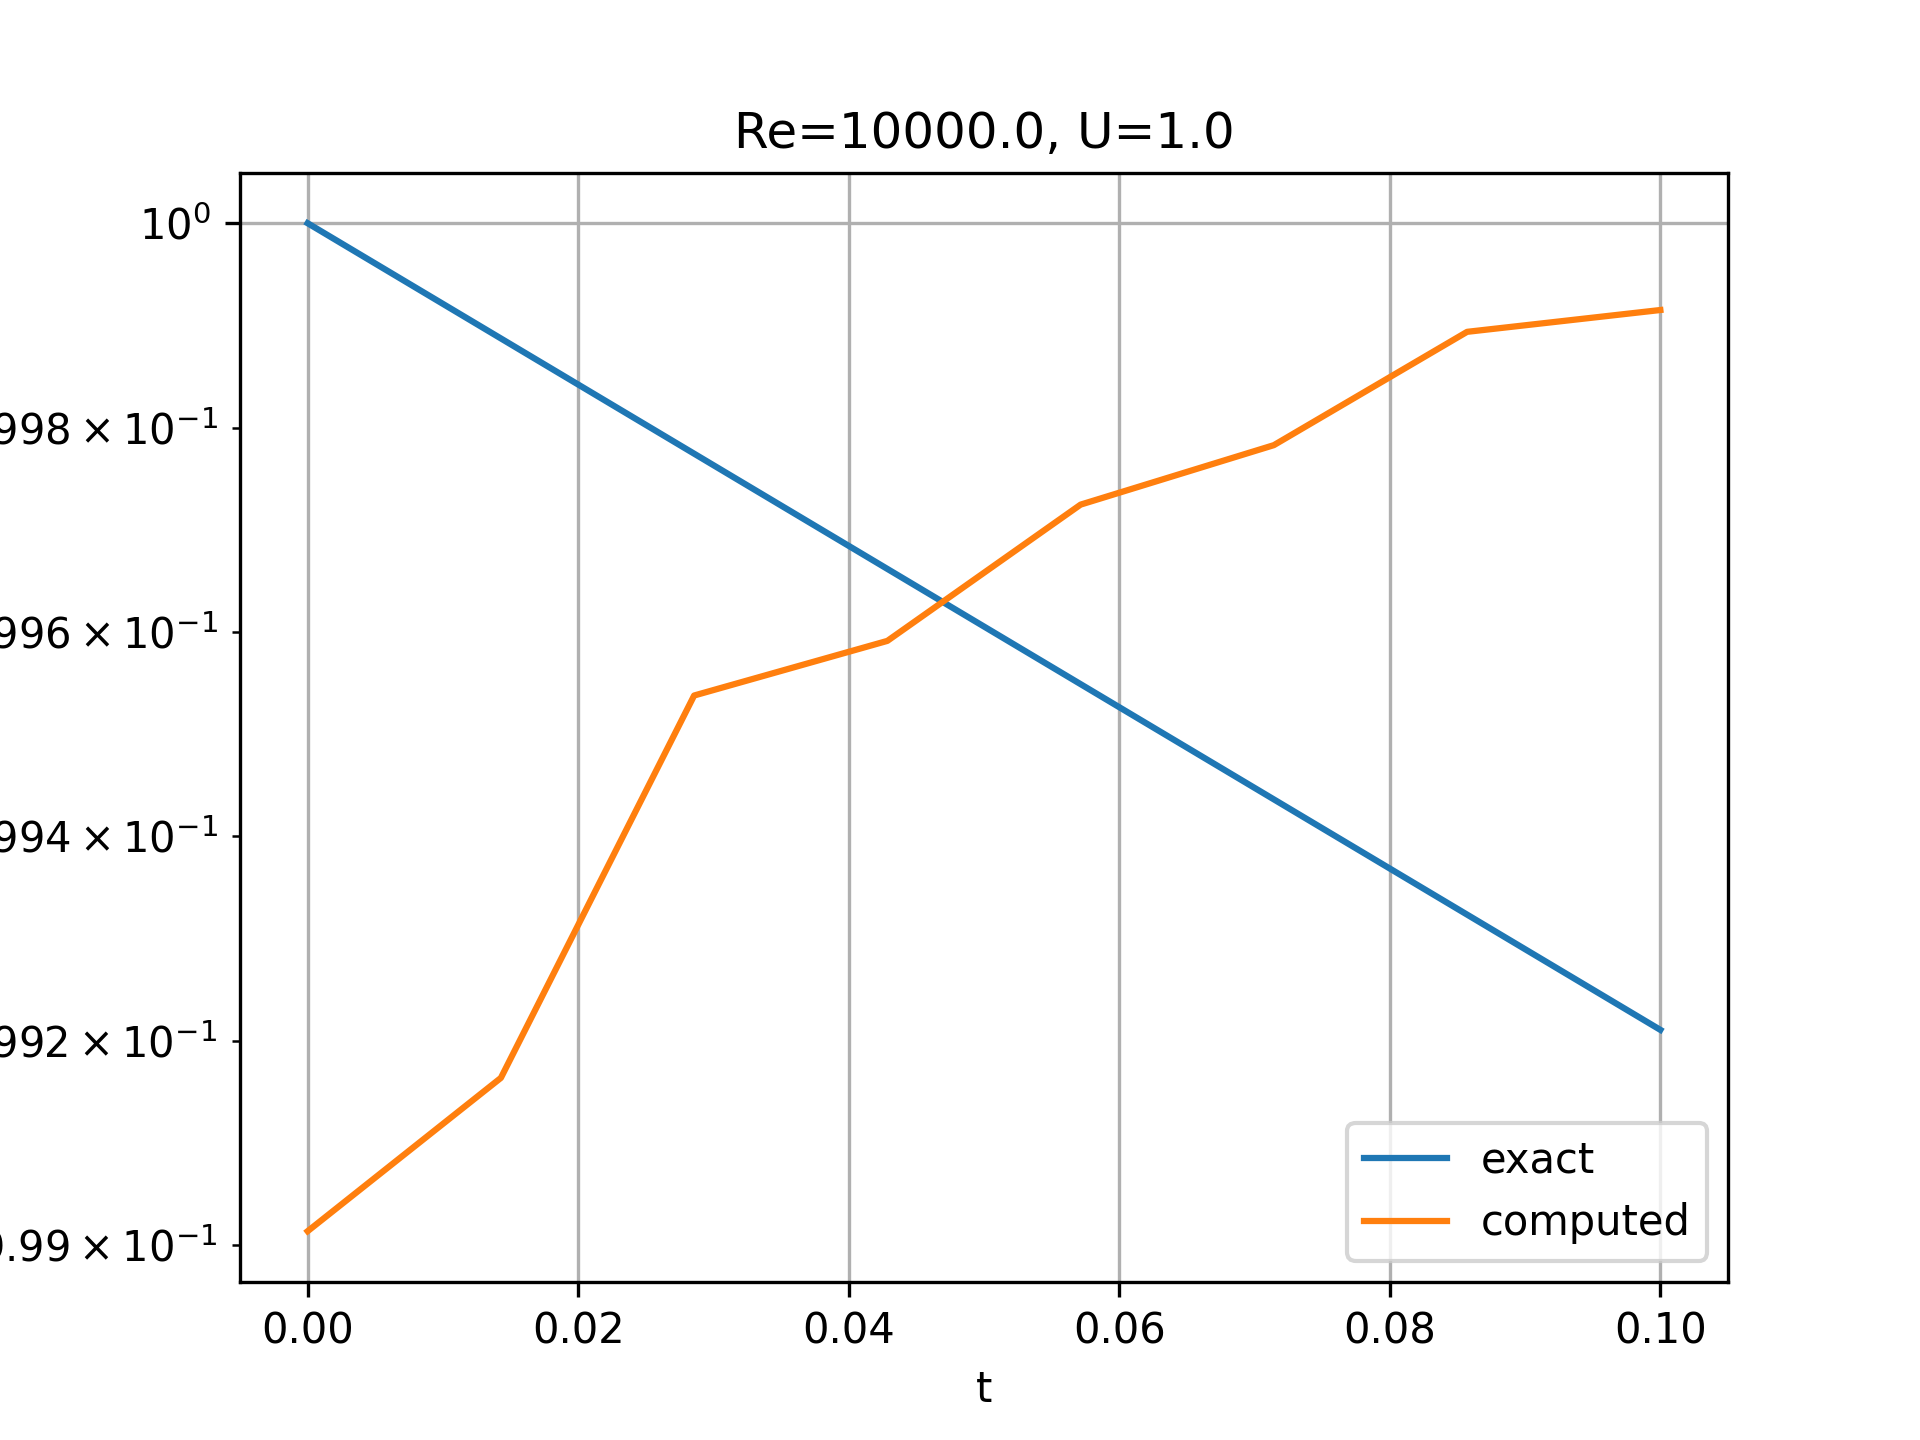 Re=10000.0, U=1.0
10⁰
998×10⁻¹
996×10⁻¹
994×10⁻¹
992×10⁻¹
.99×10⁻¹
exact
computed
0.00 0.02 0.04 0.06 0.08 0.10
t